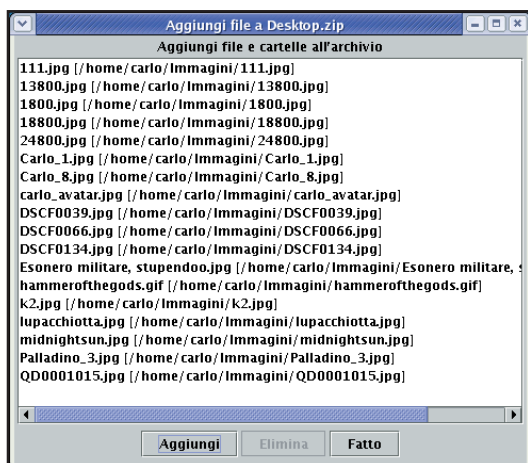 Aggiungi file a Desktop.zip
Aggiungi file e cartelle all'archivio
111.jpg [/home/carlo/Immagini/111.jpg]
13800.jpg [/home/carlo/Immagini/13800.jpg]
1800.jpg [/home/carlo/Immagini/1800.jpg]
18800.jpg [/home/carlo/Immagini/18800.jpg]
24800.jpg [/home/carlo/Immagini/24800.jpg]
Carlo_1.jpg [/home/carlo/Immagini/Carlo_1.jpg]
Carlo_8.jpg [/home/carlo/Immagini/Carlo_8.jpg]
carlo_avatar.jpg [/home/carlo/Immagini/carlo_avatar.jpg]
DSCF0039.jpg [/home/carlo/Immagini/DSCF0039.jpg]
DSCF0066.jpg [/home/carlo/Immagini/DSCF0066.jpg]
DSCF0134.jpg [/home/carlo/Immagini/DSCF0134.jpg]
Esonero militare, stupendoo.jpg [/home/carlo/Immagini/Esonero militare,
hammerofthegods.gif [/home/carlo/Immagini/hammerofthegods.gif]
k2.jpg [/home/carlo/Immagini/k2.jpg]
lupacchiotta.jpg [/home/carlo/Immagini/lupacchiotta.jpg]
midnightsun.jpg [/home/carlo/Immagini/midnightsun.jpg]
Palladino_3.jpg [/home/carlo/Immagini/Palladino_3.jpg]
QD0001015.jpg [/home/carlo/Immagini/QD0001015.jpg]
Aggiungi Elimina Fatto